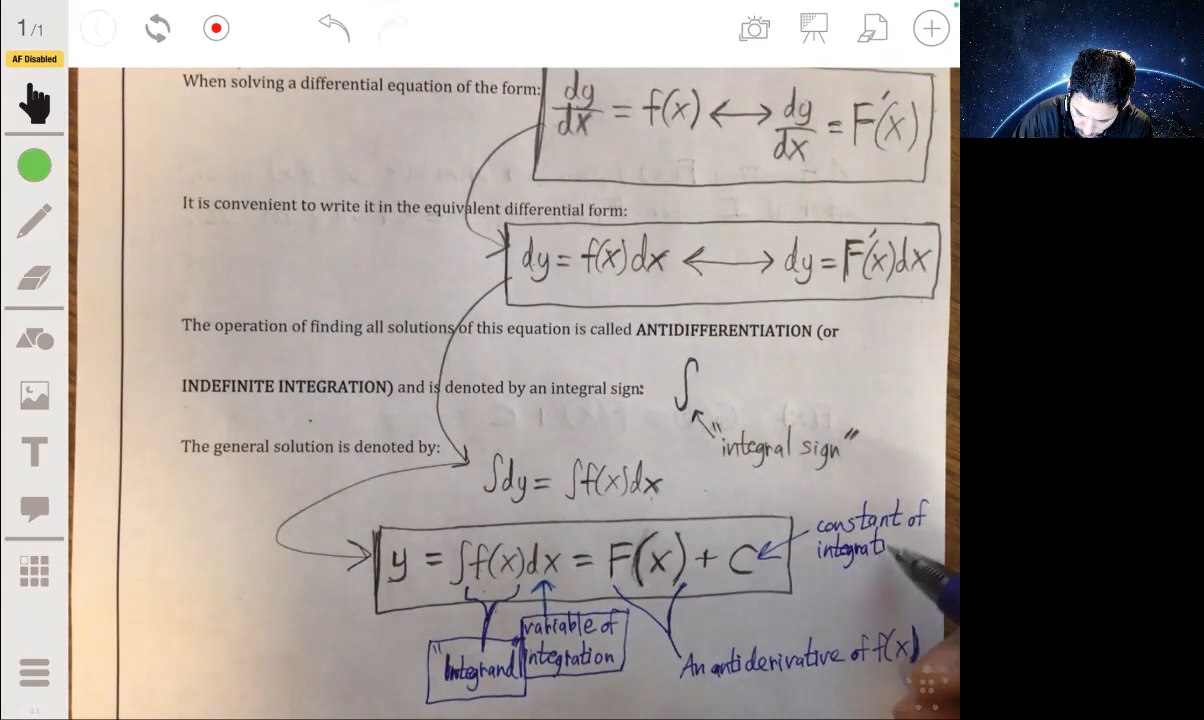 1/1
AF Disabled
When solving a differential equation of the form: dy/dx = f(x) ⟷ dy/dx = F'(x)
It is convenient to write it in the equivalent differential form:
dy = f(x)dx ⟷ dy = F'(x)dx
The operation of finding all solutions of this equation is called ANTIDIFFERENTIATION (or
INDEFINITE INTEGRATION) and is denoted by an integral sign: ∫
"integral sign"
The general solution is denoted by:
∫dy = ∫f(x)dx
y = ∫f(x)dx = F(x) + C
constant of
integrati
"Integrand"
variable of
integration
An antiderivative of f(x)
T